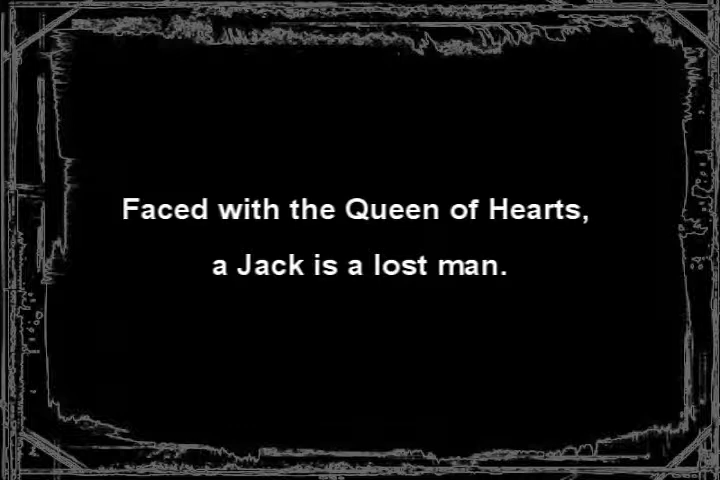 Faced with the Queen of Hearts,
a Jack is a lost man.